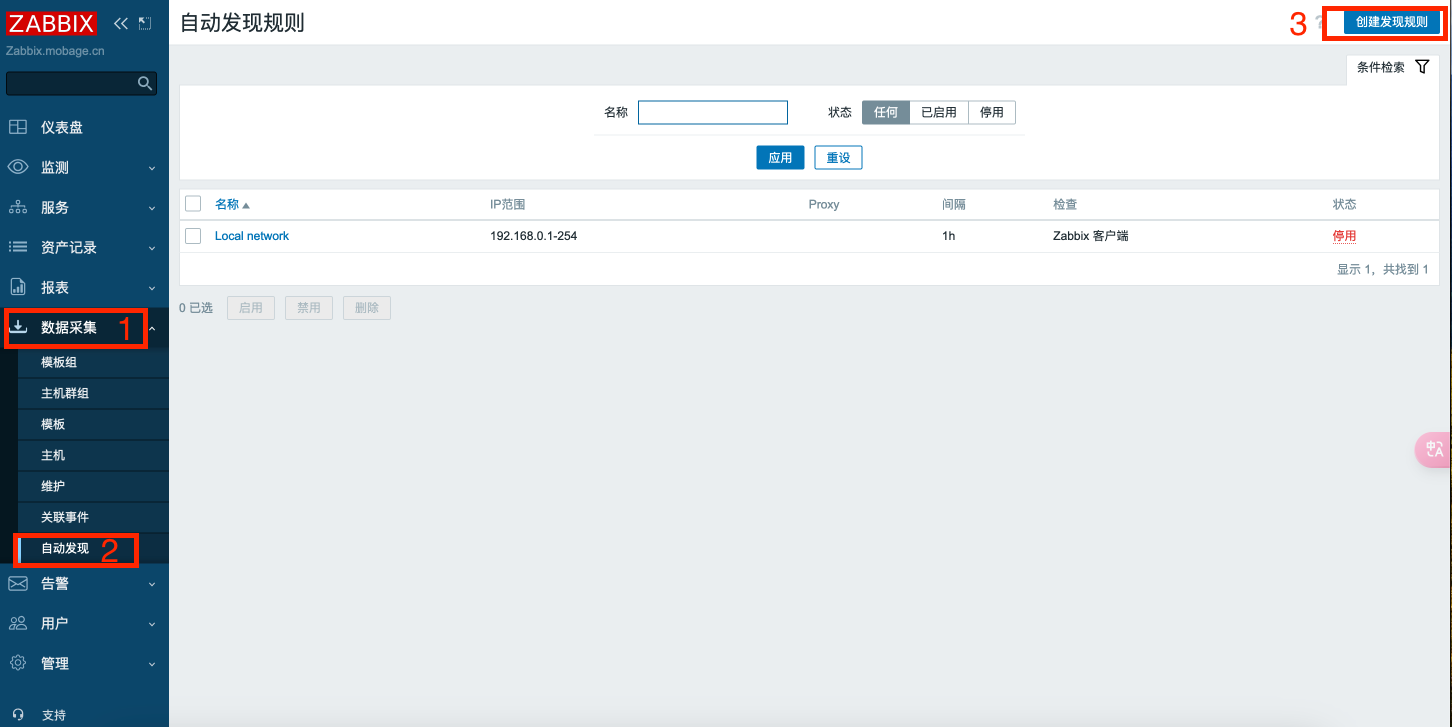 ZABBIX
Zabbix.mobage.cn
仪表盘
监测
服务
资产记录
报表
数据采集 1
模板组
主机群组
模板
主机
维护
关联事件
自动发现 2
告警
用户
管理
支持
自动发现规则
3 ? 创建发现规则
条件检索
名称 状态 任何 已启用 停用
应用 重设
名称 IP范围 Proxy 间隔 检查 状态
Local network 192.168.0.1-254 1h Zabbix 客户端 停用
显示 1，共找到 1
0 已选 启用 禁用 删除
中 A